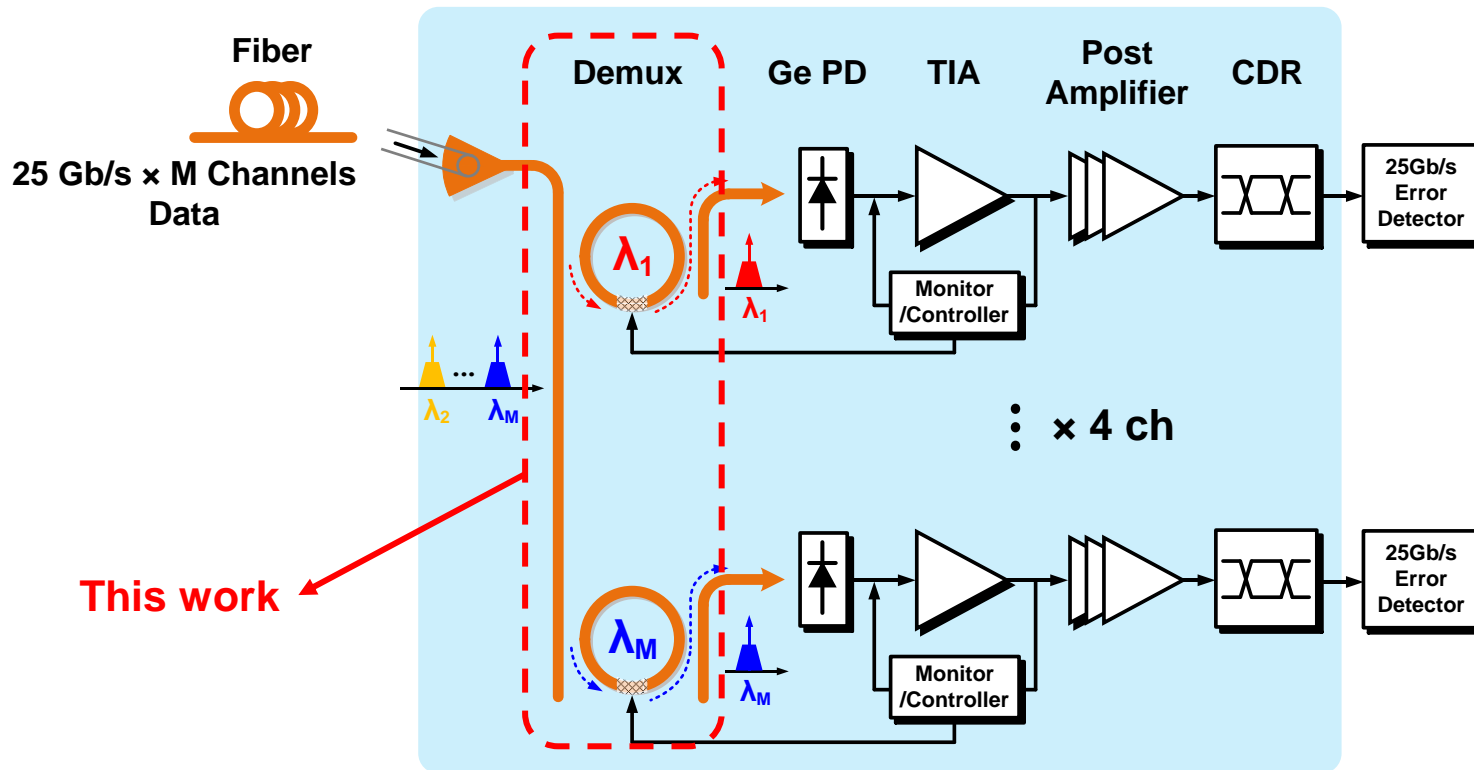 Fiber
25 Gb/s × M Channels
Data
Demux
Ge PD
TIA
Post
Amplifier
CDR
λ1
λ1
Monitor
/Controller
25Gb/s
Error
Detector
λ2
...
λM
× 4 ch
This work
λM
λM
Monitor
/Controller
25Gb/s
Error
Detector